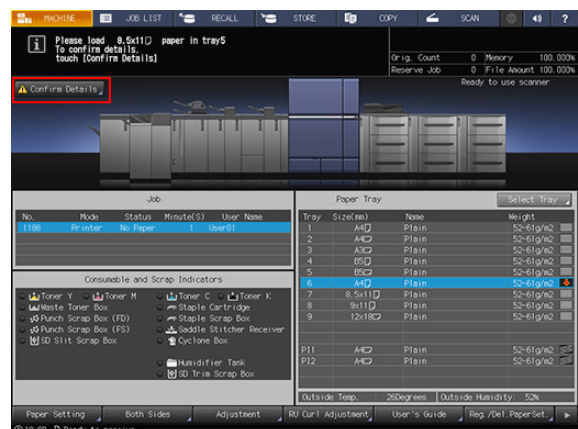 MACHINE JOB LIST RECALL STORE COPY SCAN ?
i Please load 8.5x11 paper in tray5
To confirm details,
touch [Confirm Details]
Orig. Count 0 Memory 100.000%
Reserve Job 0 File Amount 100.000%
Ready to use scanner
Confirm Details
Job
No. Mode Status Minute(S) User Name
1186 Printer No Paper 1 User01
Consumable and Scrap Indicators
Toner Y Toner M Toner C Toner K
Waste Toner Box Staple Cartridge
Punch Scrap Box (FD) Staple Scrap Box
Punch Scrap Box (FS) Saddle Stitcher Receiver
SD Slit Scrap Box Cyclone Box
Humidifier Tank
SD Trim Scrap Box
Paper Tray Select Tray
Tray Size(mm) Name Weight
1 A4 Plain 52-61g/m2
2 A4 Plain 52-61g/m2
3 A3 Plain 52-61g/m2
4 B5 Plain 52-61g/m2
5 B5 Plain 52-61g/m2
6 A4 Plain 52-61g/m2
7 8.5x11 Plain 52-61g/m2
8 9x11 Plain 52-61g/m2
9 12x18 Plain 52-61g/m2
PI1 A4 Plain 52-61g/m2
PI2 A4 Plain 52-61g/m2
Outside Temp. : 26Degrees Outside Humidity: 52%
Paper Setting Both Sides Adjustment RU Curl Adjustment User's Guide Reg./Del.PaperSet.